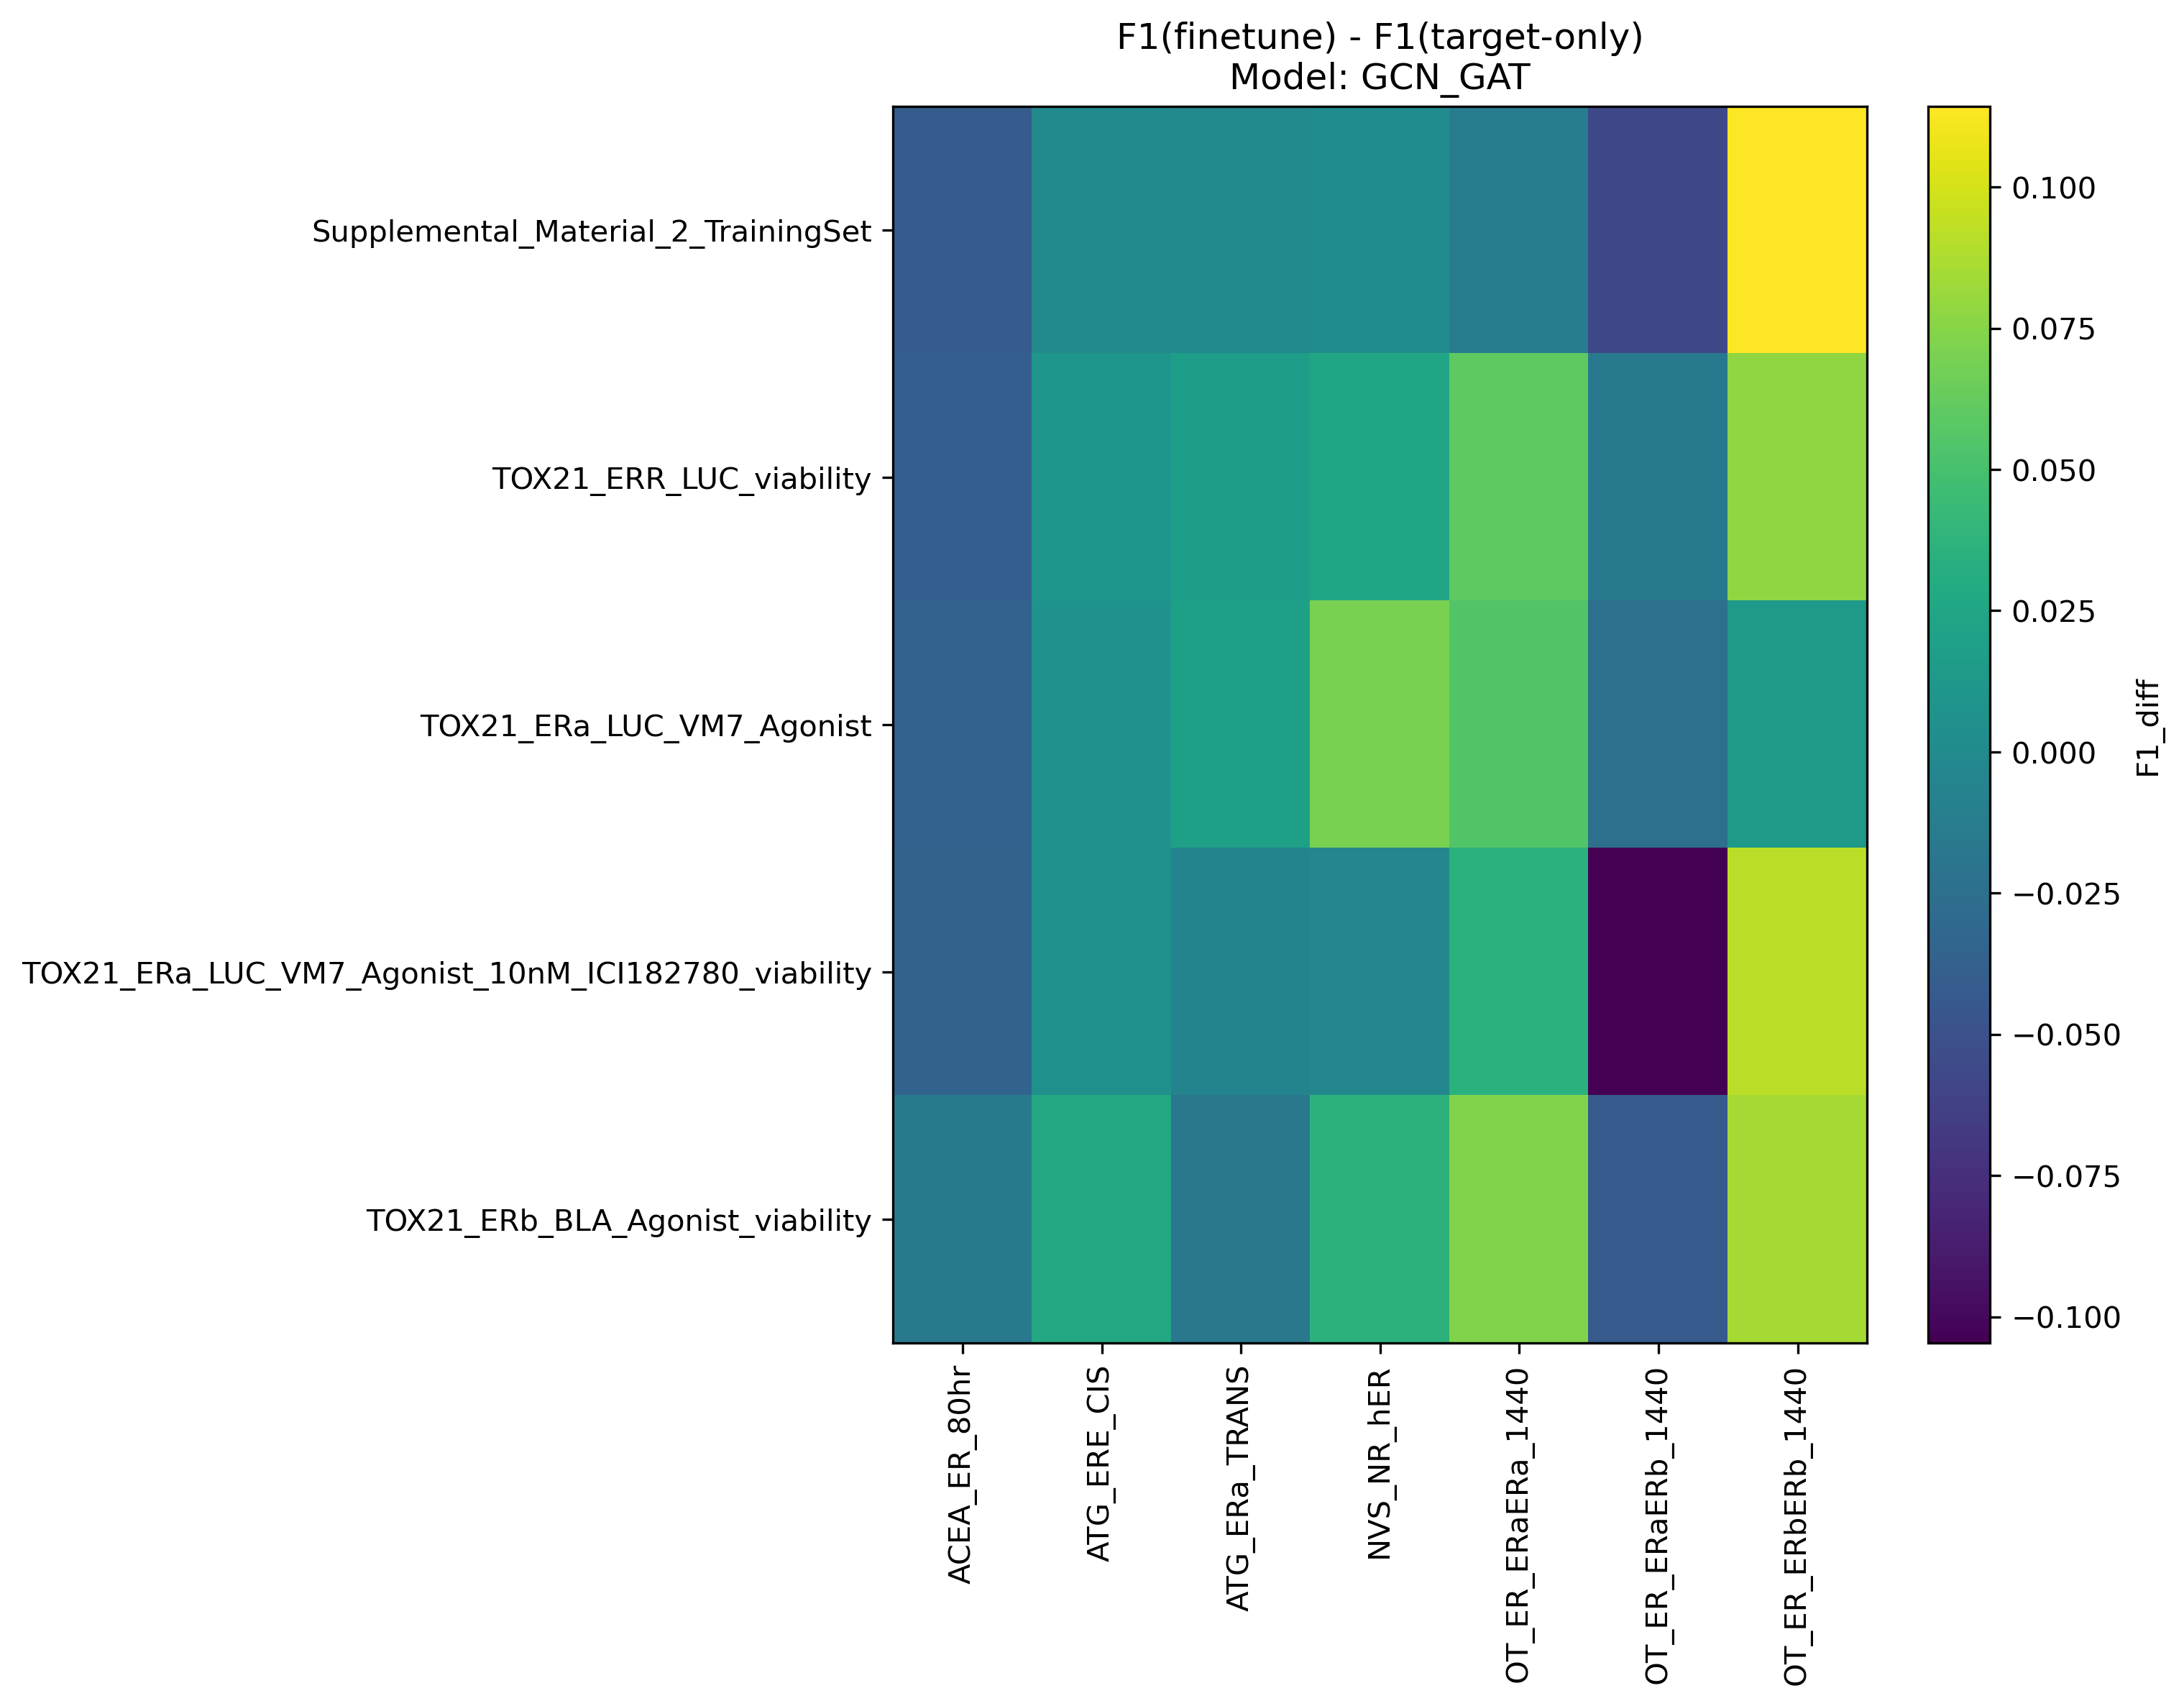 F1(finetune) - F1(target-only)
Model: GCN_GAT
Supplemental_Material_2_TrainingSet
TOX21_ERR_LUC_viability
TOX21_ERa_LUC_VM7_Agonist
TOX21_ERa_LUC_VM7_Agonist_10nM_ICI182780_viability
TOX21_ERb_BLA_Agonist_viability
ACEA_ER_80hr
ATG_ERE_CIS
ATG_ERa_TRANS
NVS_NR_hER
OT_ER_ERaERa_1440
OT_ER_ERaERb_1440
OT_ER_ERbERb_1440
0.100
0.075
0.050
0.025
0.000
−0.025
−0.050
−0.075
−0.100
F1_diff